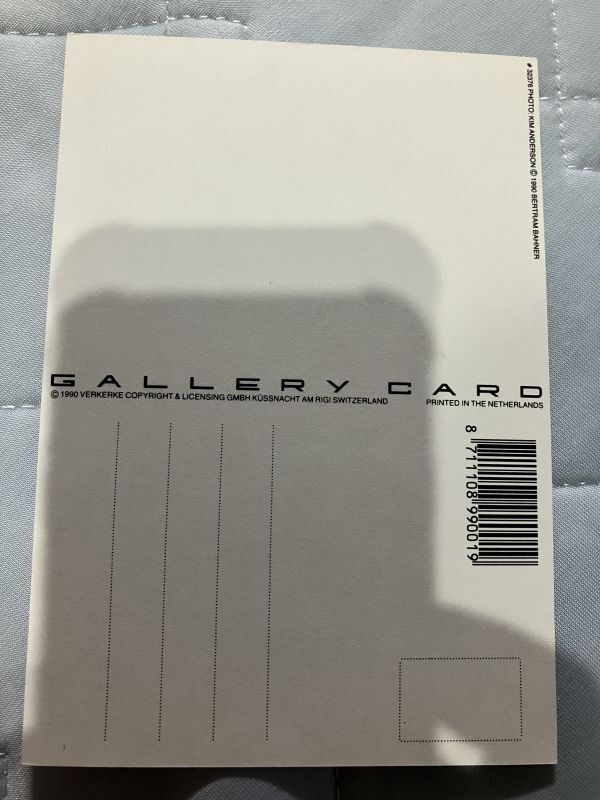 # 32376 PHOTO: KIM ANDERSON © 1990 BERTRAM BAHNER
GALLERY CARD
© 1990 VERKERKE COPYRIGHT & LICENSING GMBH KÜSSNACHT AM RIGI SWITZERLAND
PRINTED IN THE NETHERLANDS
8 711108 990019